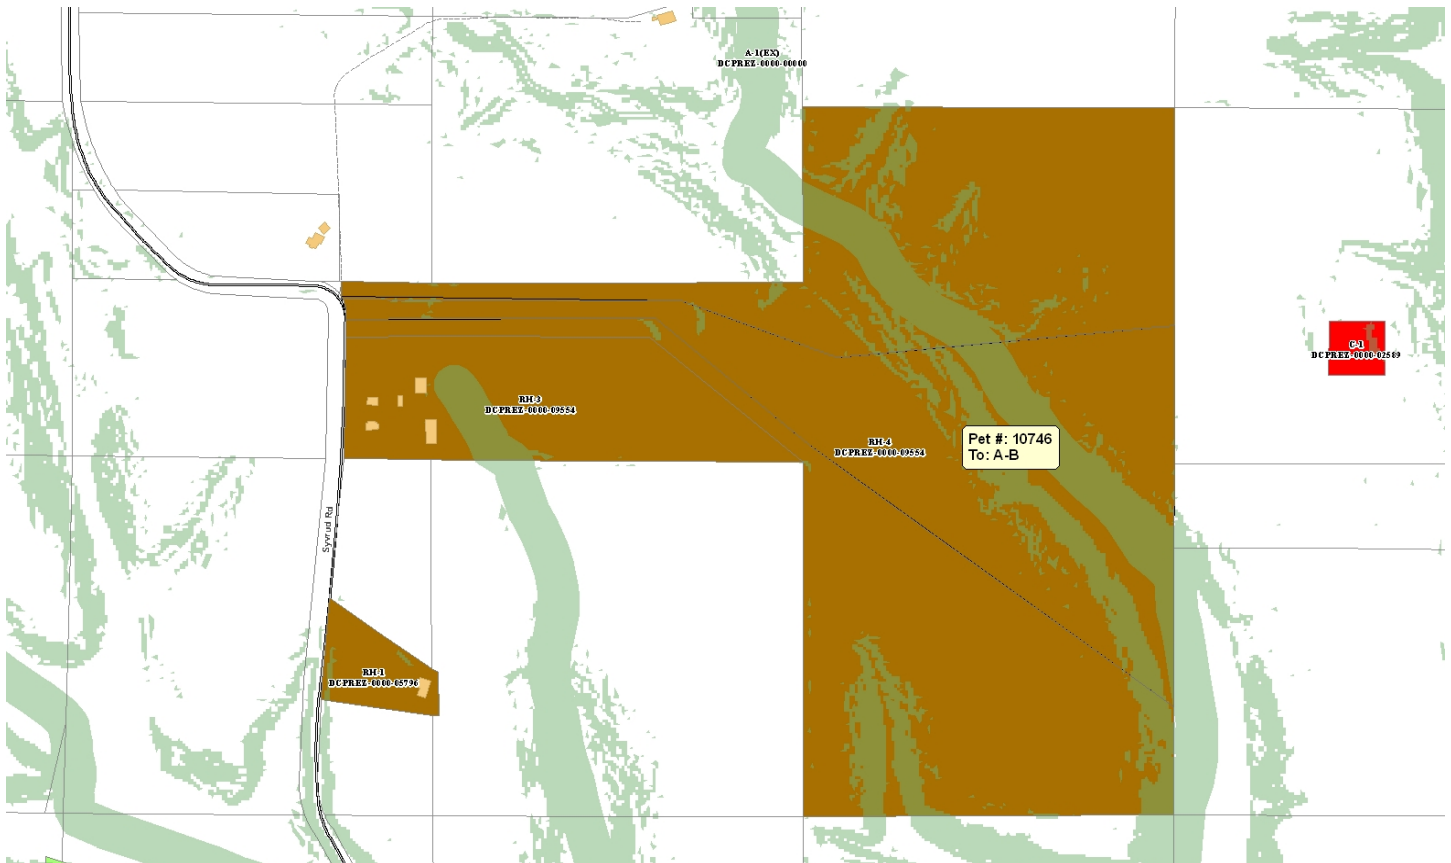 A-1(EX)
DCPREZ-0000-00000
C-1
DCPREZ-0000-02589
RH-3
DCPREZ-0000-09554
RH-4
DCPREZ-0000-09554
Pet #: 10746
To: A-B
Syvrud Rd
RH-1
DCPREZ-0000-05796